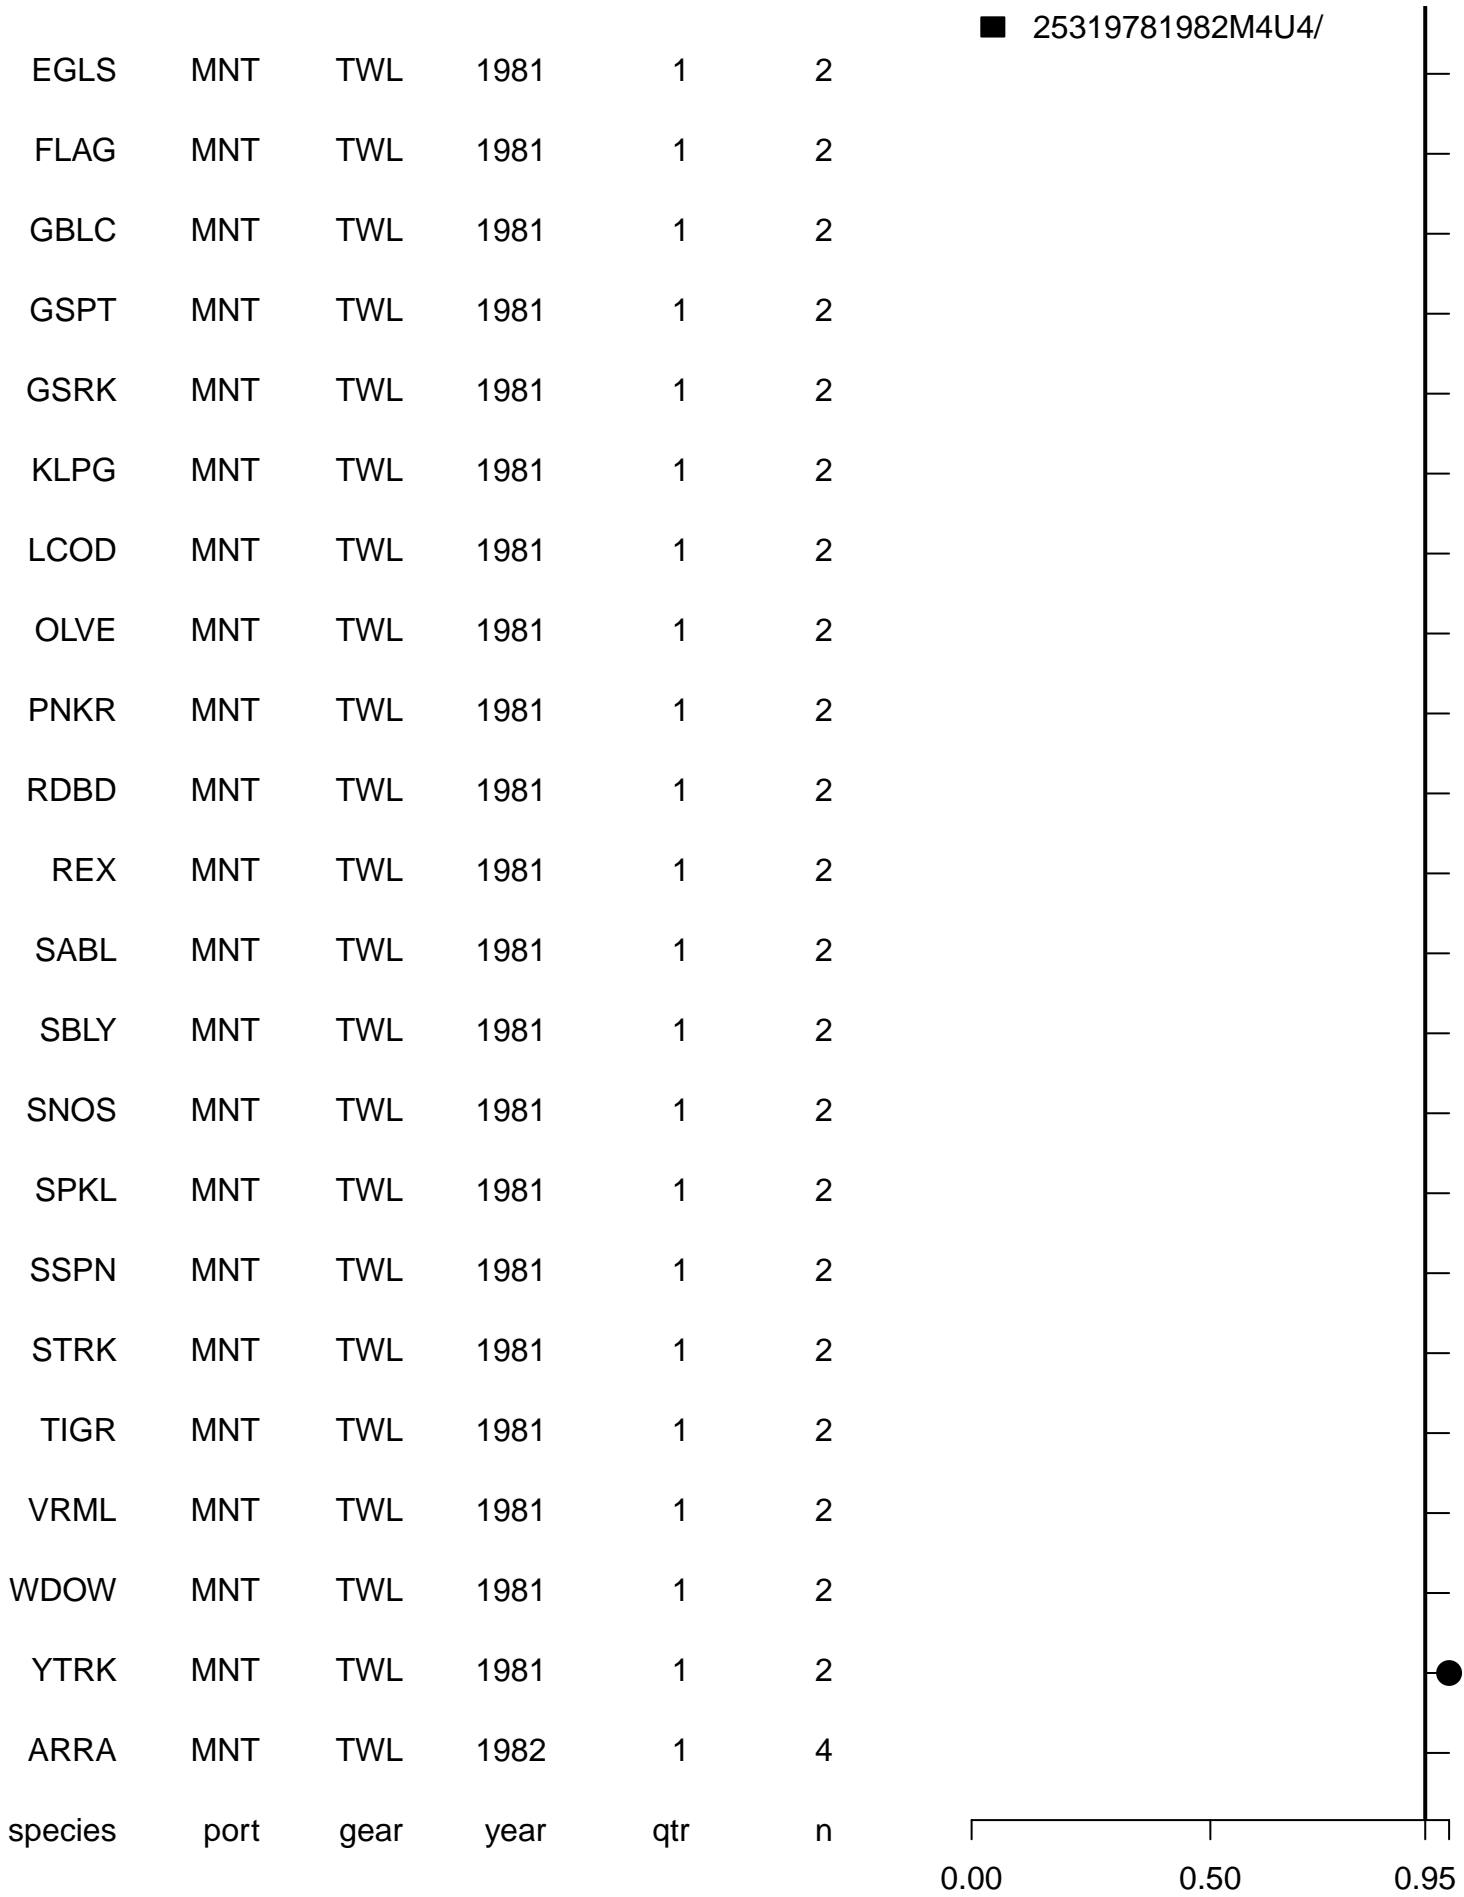 25319781982M4U4/
EGLS MNT TWL 1981 1 2
FLAG MNT TWL 1981 1 2
GBLC MNT TWL 1981 1 2
GSPT MNT TWL 1981 1 2
GSRK MNT TWL 1981 1 2
KLPG MNT TWL 1981 1 2
LCOD MNT TWL 1981 1 2
OLVE MNT TWL 1981 1 2
PNKR MNT TWL 1981 1 2
RDBD MNT TWL 1981 1 2
REX MNT TWL 1981 1 2
SABL MNT TWL 1981 1 2
SBLY MNT TWL 1981 1 2
SNOS MNT TWL 1981 1 2
SPKL MNT TWL 1981 1 2
SSPN MNT TWL 1981 1 2
STRK MNT TWL 1981 1 2
TIGR MNT TWL 1981 1 2
VRML MNT TWL 1981 1 2
WDOW MNT TWL 1981 1 2
YTRK MNT TWL 1981 1 2
ARRA MNT TWL 1982 1 4
species port gear year qtr n
0.00 0.50 0.95